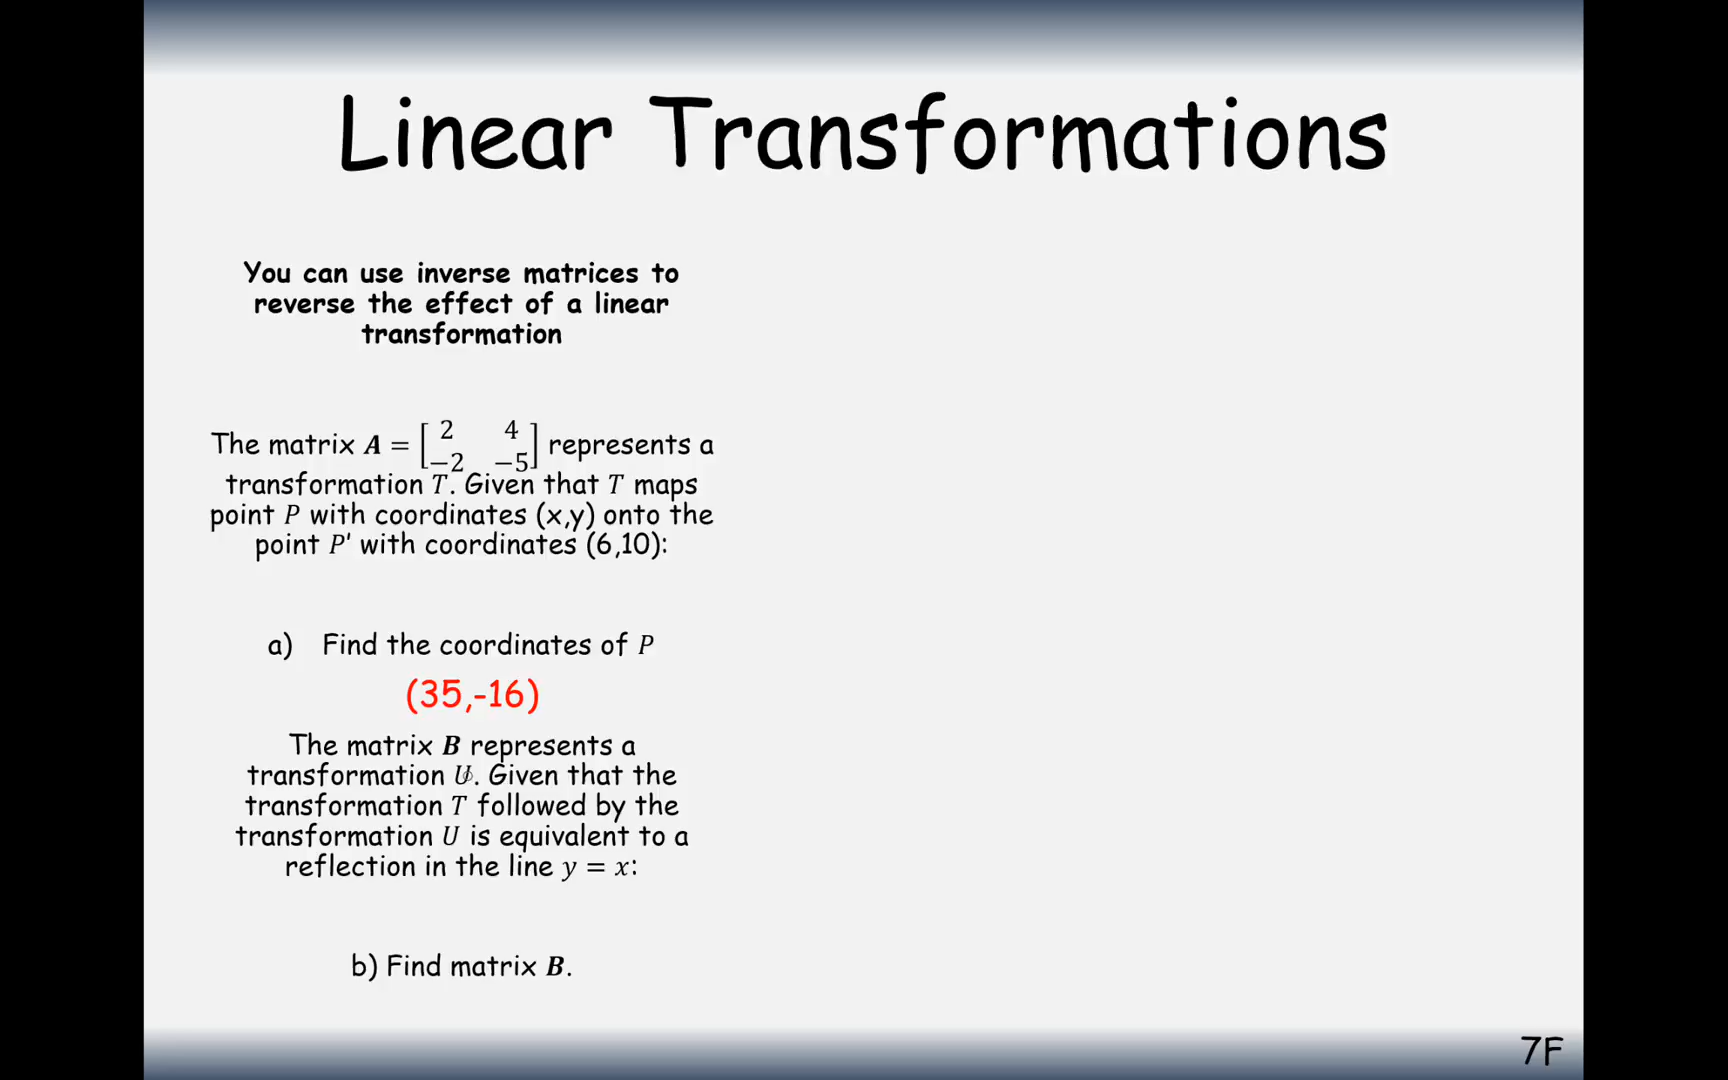 Linear Transformations
You can use inverse matrices to
reverse the effect of a linear
transformation
The matrix A = [2 4
−2 −5] represents a
transformation T. Given that T maps
point P with coordinates (x,y) onto the
point P' with coordinates (6,10):
a) Find the coordinates of P
(35,-16)
The matrix B represents a
transformation U. Given that the
transformation T followed by the
transformation U is equivalent to a
reflection in the line y = x:
b) Find matrix B.
7F